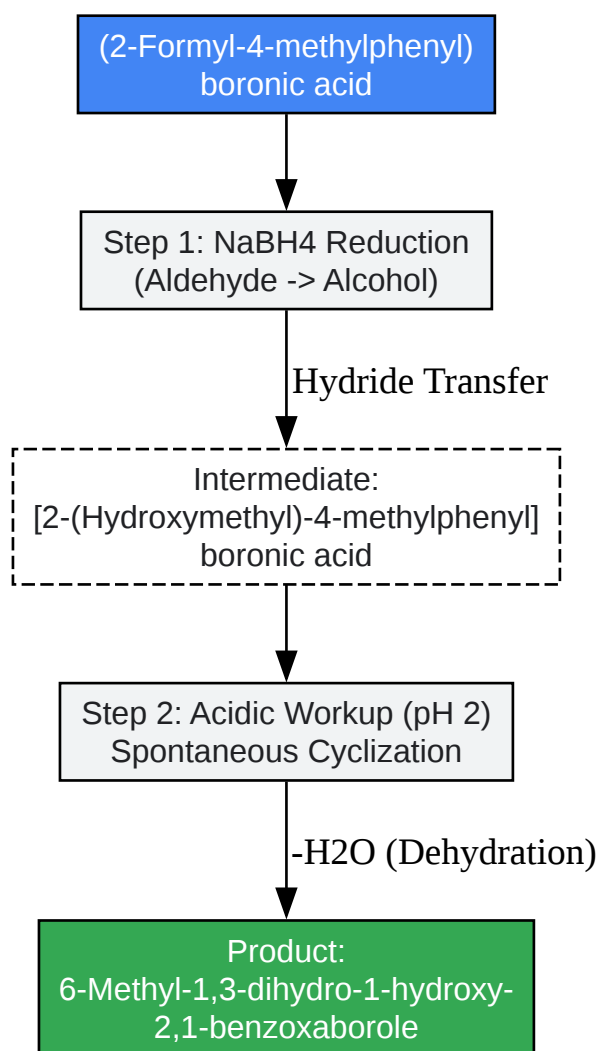 (2-Formyl-4-methylphenyl)
boronic acid
Step 1: NaBH4 Reduction
(Aldehyde -> Alcohol)
Hydride Transfer
Intermediate:
[2-(Hydroxymethyl)-4-methylphenyl]
boronic acid
Step 2: Acidic Workup (pH 2)
Spontaneous Cyclization
-H2O (Dehydration)
Product:
6-Methyl-1,3-dihydro-1-hydroxy-
2,1-benzoxaborole